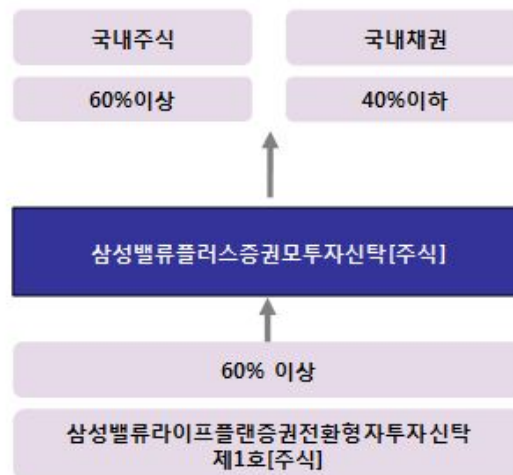 국내주식
국내채권
60%이상
40%이하
삼성밸류플러스증권모투자신탁[주식]
60% 이상
삼성밸류라이프플랜증권전환형자투자신탁
제1호[주식]